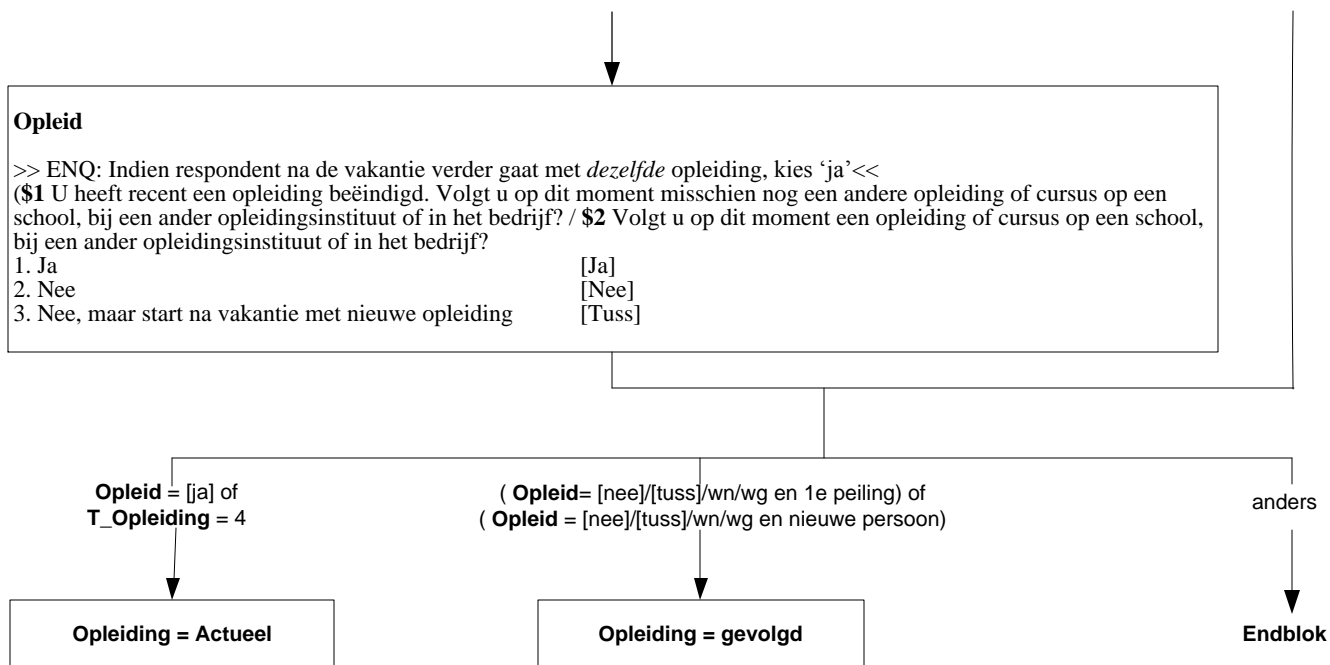 Opleid
>> ENQ: Indien respondent na de vakantie verder gaat met dezelfde opleiding, kies ‘ja’<<
($1 U heeft recent een opleiding beëindigd. Volgt u op dit moment misschien nog een andere opleiding of cursus op een
school, bij een ander opleidingsinstituut of in het bedrijf? / $2 Volgt u op dit moment een opleiding of cursus op een school,
bij een ander opleidingsinstituut of in het bedrijf?
1. Ja [Ja]
2. Nee [Nee]
3. Nee, maar start na vakantie met nieuwe opleiding [Tuss]
Opleid = [ja] of
T_Opleiding = 4
( Opleid= [nee]/[tuss]/wn/wg en 1e peiling) of
( Opleid = [nee]/[tuss]/wn/wg en nieuwe persoon)
anders
Opleiding = Actueel
Opleiding = gevolgd
Endblok